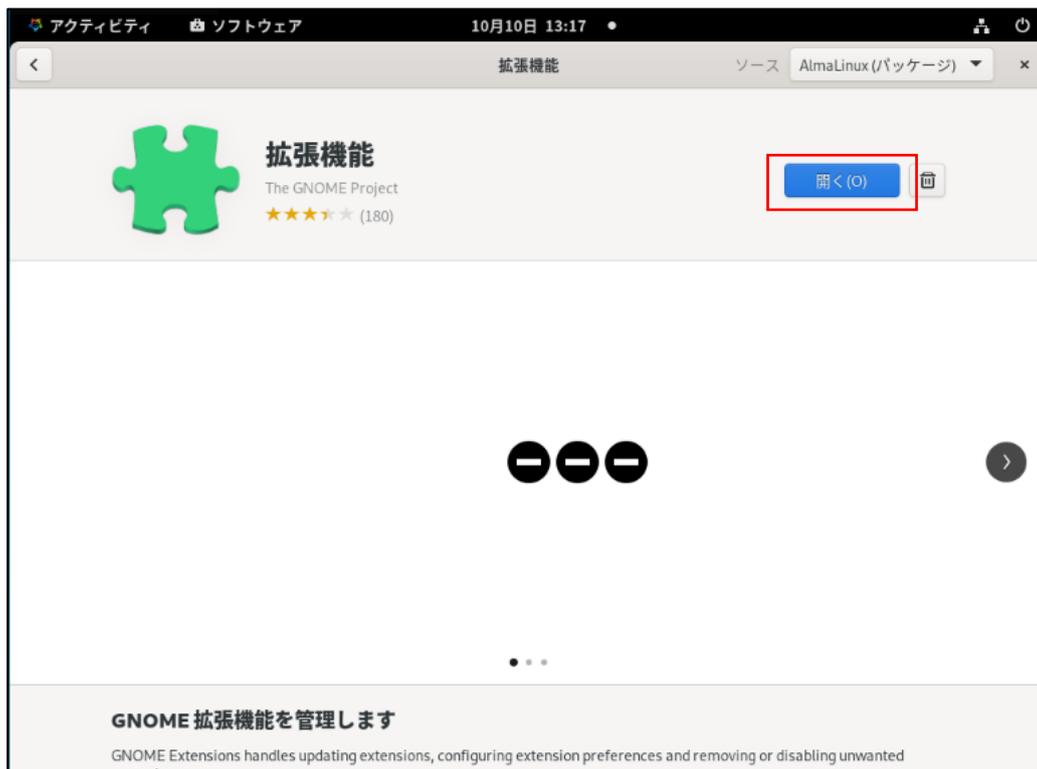 アクティビティ ソフトウェア 10月10日 13:17
拡張機能 ソース AlmaLinux (パッケージ)
拡張機能
The GNOME Project
(180)
開く(O)
GNOME 拡張機能を管理します
GNOME Extensions handles updating extensions, configuring extension preferences and removing or disabling unwanted